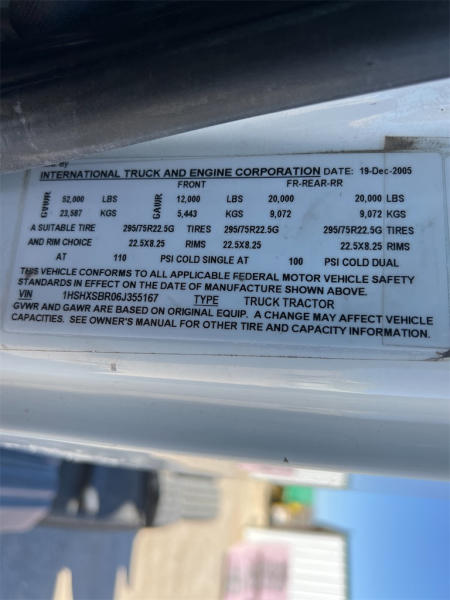 By
INTERNATIONAL TRUCK AND ENGINE CORPORATION DATE: 19-Dec-2005
FRONT FR-REAR-RR
GVWR 52,000 LBS GAWR 12,000 LBS 20,000 20,000 LBS
23,587 KGS 5,443 KGS 9,072 9,072 KGS
A SUITABLE TIRE 295/75R22.5G TIRES 295/75R22.5G 295/75R22.5G TIRES
AND RIM CHOICE 22.5X8.25 RIMS 22.5X8.25 22.5X8.25 RIMS
AT 110 PSI COLD SINGLE AT 100 PSI COLD DUAL
THIS VEHICLE CONFORMS TO ALL APPLICABLE FEDERAL MOTOR VEHICLE SAFETY
STANDARDS IN EFFECT ON THE DATE OF MANUFACTURE SHOWN ABOVE.
VIN 1HSHXSBR06J355167 TYPE TRUCK TRACTOR
GVWR AND GAWR ARE BASED ON ORIGINAL EQUIP. A CHANGE MAY AFFECT VEHICLE
CAPACITIES. SEE OWNER'S MANUAL FOR OTHER TIRE AND CAPACITY INFORMATION.